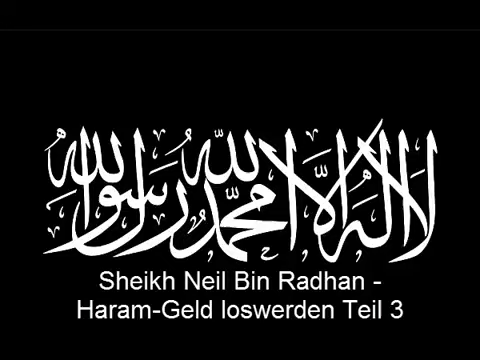 لا إله إلا الله محمد رسول الله
Sheikh Neil Bin Radhan -
Haram-Geld loswerden Teil 3